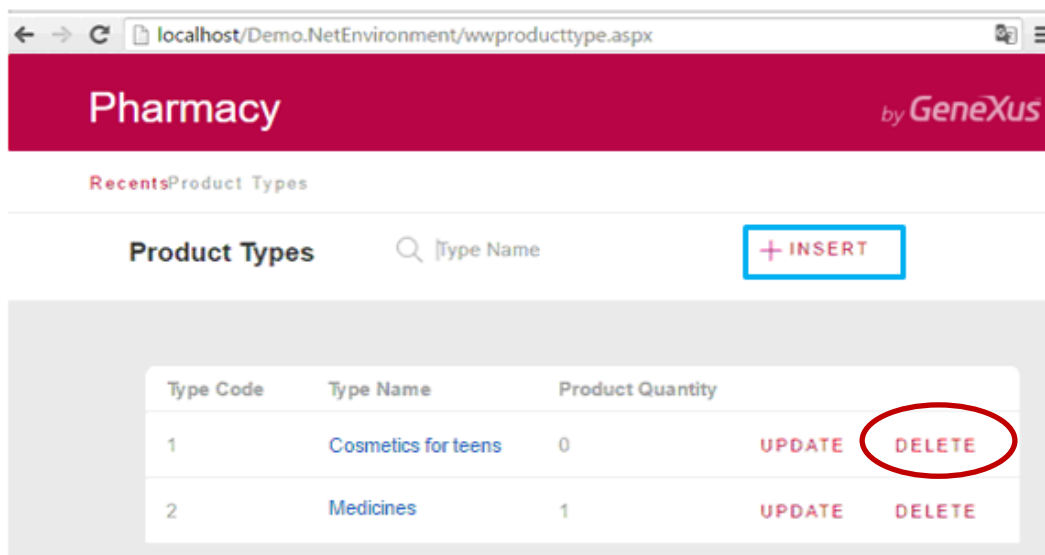 localhost/Demo.NetEnvironment/wwproducttype.aspx
Pharmacy by GeneXus
RecentsProduct Types
Product Types Type Name + INSERT
Type Code Type Name Product Quantity
1 Cosmetics for teens 0 UPDATE DELETE
2 Medicines 1 UPDATE DELETE